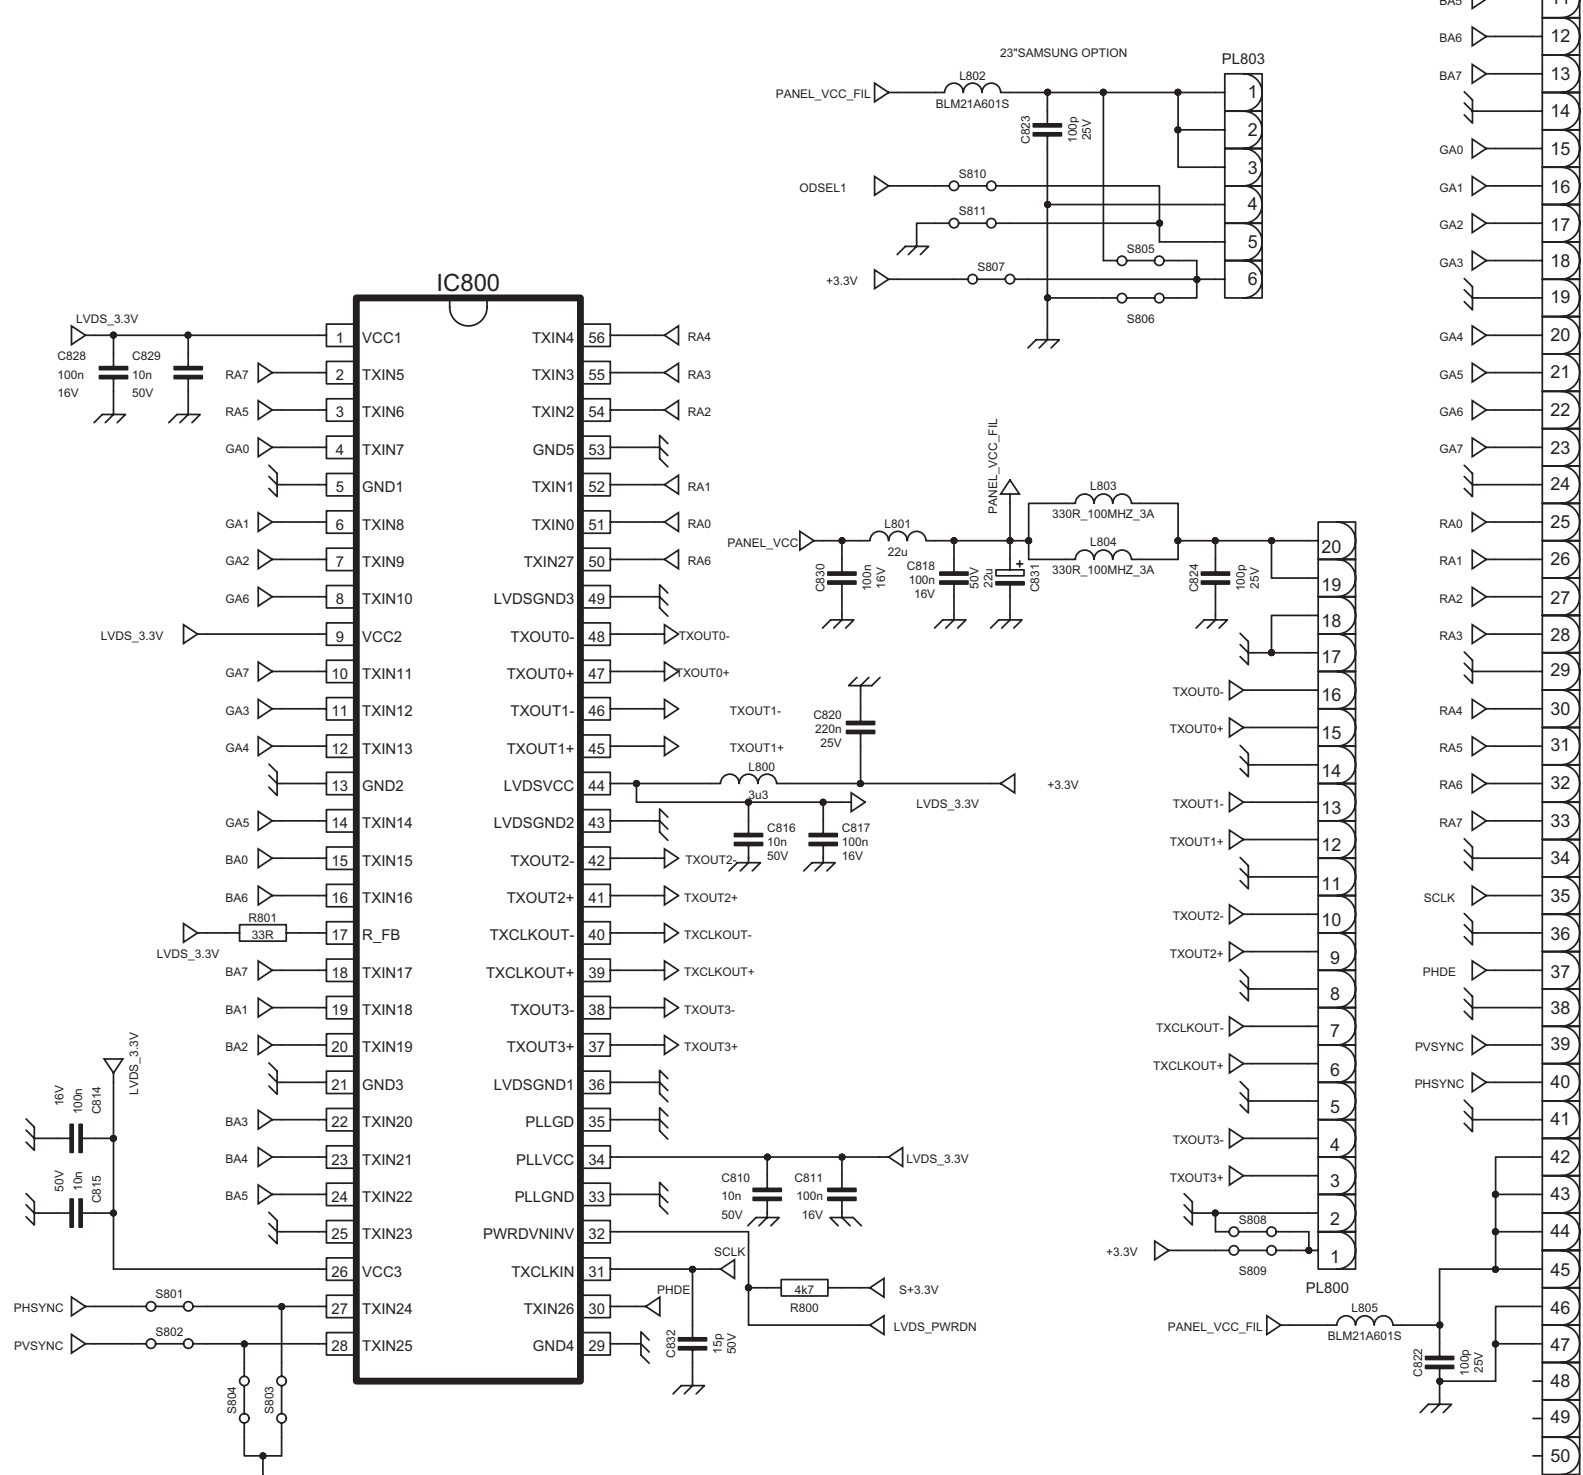 23"SAMSUNG OPTION
PL803
PANEL_VCC_FIL
L802
BLM21A601S
C823
100p
25V
ODSEL1
S810
S811
S805
+3.3V
S807
S806
1
2
3
4
5
6
IC800
LVDS_3.3V
C828
100n
16V
C829
10n
50V
1 VCC1
RA7 2 TXIN5
RA5 3 TXIN6
GA0 4 TXIN7
5 GND1
GA1 6 TXIN8
GA2 7 TXIN9
GA6 8 TXIN10
LVDS_3.3V 9 VCC2
GA7 10 TXIN11
GA3 11 TXIN12
GA4 12 TXIN13
13 GND2
GA5 14 TXIN14
BA0 15 TXIN15
BA6 16 TXIN16
LVDS_3.3V R801 33R 17 R_FB
BA7 18 TXIN17
BA1 19 TXIN18
BA2 20 TXIN19
21 GND3
BA3 22 TXIN20
BA4 23 TXIN21
BA5 24 TXIN22
25 TXIN23
26 VCC3
PHSYNC S801 27 TXIN24
PVSYNC S802 28 TXIN25
S804
S803
LVDS_3.3V
16V
100n
C814
50V
10n
C815
TXIN4 56 RA4
TXIN3 55 RA3
TXIN2 54 RA2
GND5 53
TXIN1 52 RA1
TXIN0 51 RA0
TXIN27 50 RA6
LVDSGND3 49
TXOUT0- 48 TXOUT0-
TXOUT0+ 47 TXOUT0+
TXOUT1- 46 TXOUT1-
TXOUT1+ 45 TXOUT1+
LVDSVCC 44
LVDSGND2 43
TXOUT2- 42 TXOUT2-
TXOUT2+ 41 TXOUT2+
TXCLKOUT- 40 TXCLKOUT-
TXCLKOUT+ 39 TXCLKOUT+
TXOUT3- 38 TXOUT3-
TXOUT3+ 37 TXOUT3+
LVDSGND1 36
PLLGD 35
PLLVCC 34 LVDS_3.3V
PLLGND 33
PWRDVNINV 32
TXCLKIN 31 SCLK
TXIN26 30 PHDE
GND4 29
C820
220n
25V
L800
3u3
LVDS_3.3V
+3.3V
C816
10n
50V
C817
100n
16V
C810
10n
50V
C811
100n
16V
4k7
R800
S+3.3V
LVDS_PWRDN
C832
15p
50V
PANEL_VCC
C830
100n
16V
L801
22u
C818
100n
16V
50V
22u
+
C831
PANEL_VCC_FIL
L803
330R_100MHZ_3A
L804
330R_100MHZ_3A
C824
100p
25V
20
19
18
17
TXOUT0- 16
TXOUT0+ 15
14
TXOUT1- 13
TXOUT1+ 12
11
TXOUT2- 10
TXOUT2+ 9
8
TXCLKOUT- 7
TXCLKOUT+ 6
5
TXOUT3- 4
TXOUT3+ 3
2
S808
+3.3V
S809
1
PL800
PANEL_VCC_FIL
L805
BLM21A601S
C822
100p
25V
BA5 11
BA6 12
BA7 13
14
GA0 15
GA1 16
GA2 17
GA3 18
19
GA4 20
GA5 21
GA6 22
GA7 23
24
RA0 25
RA1 26
RA2 27
RA3 28
29
RA4 30
RA5 31
RA6 32
RA7 33
34
SCLK 35
36
PHDE 37
38
PVSYNC 39
PHSYNC 40
41
42
43
44
45
46
47
48
49
50